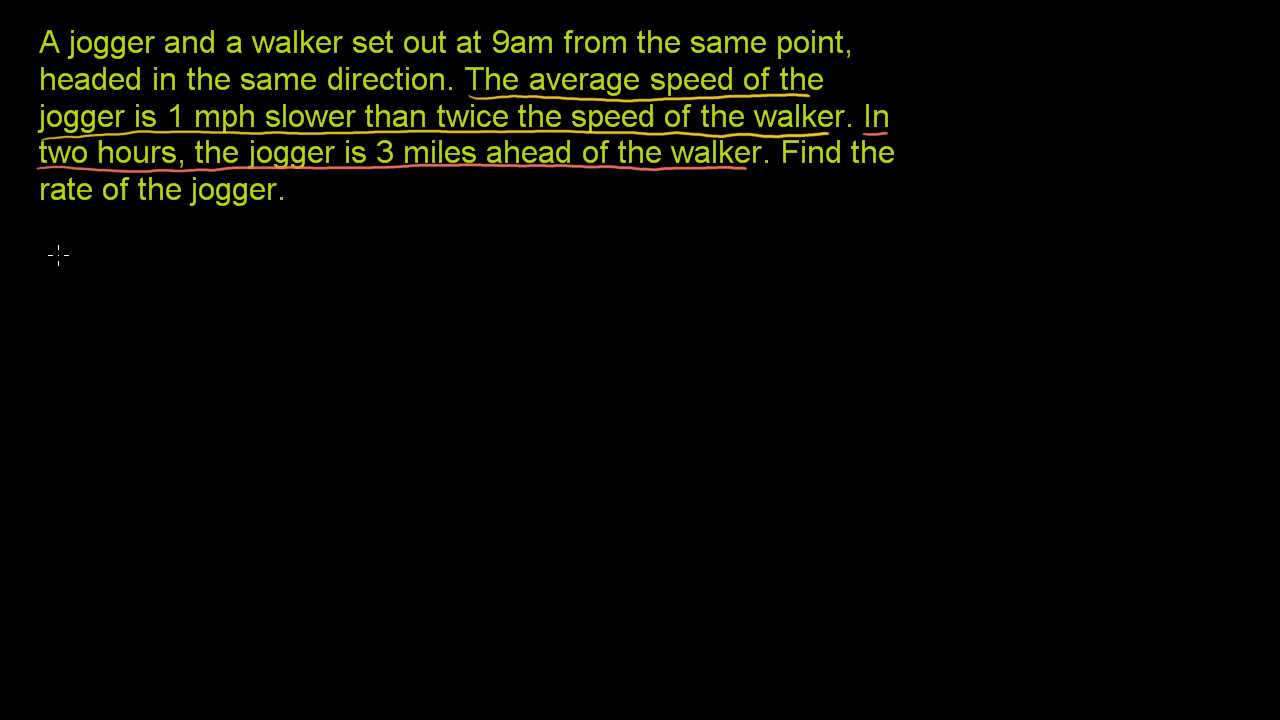 A jogger and a walker set out at 9am from the same point,
headed in the same direction. The average speed of the
jogger is 1 mph slower than twice the speed of the walker. In
two hours, the jogger is 3 miles ahead of the walker. Find the
rate of the jogger.